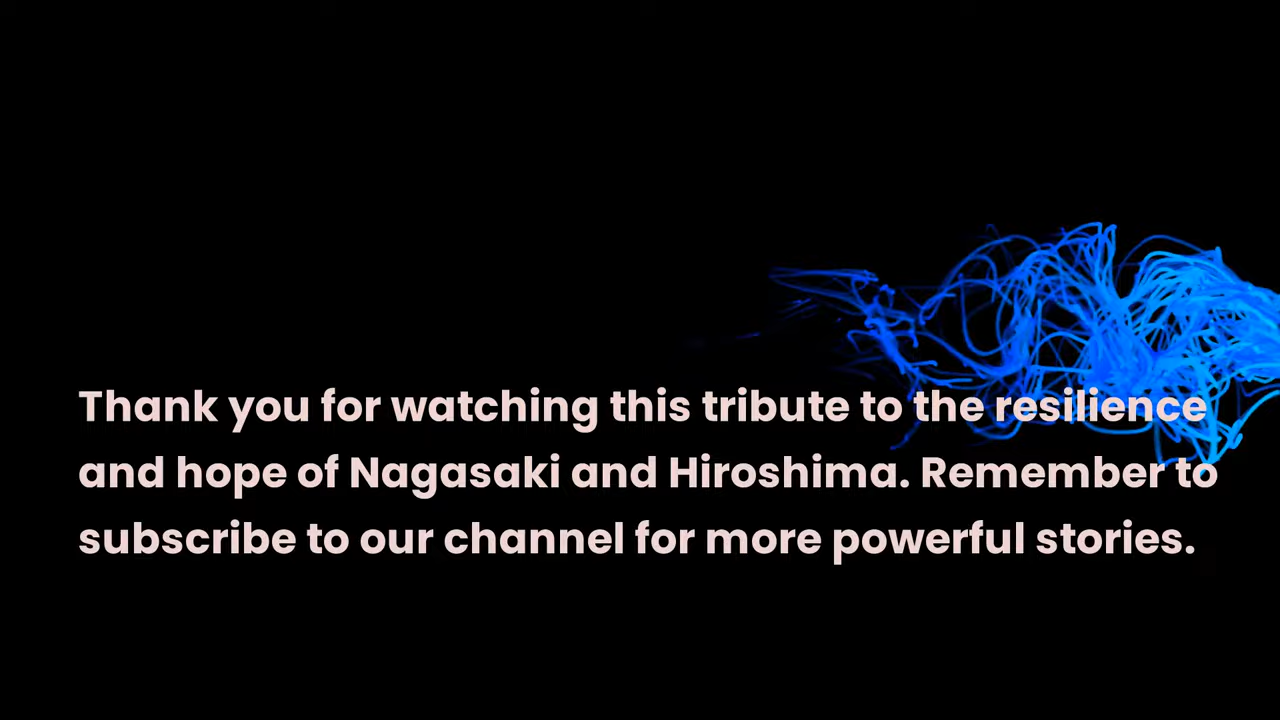 Thank you for watching this tribute to the resilience
and hope of Nagasaki and Hiroshima. Remember to
subscribe to our channel for more powerful stories.